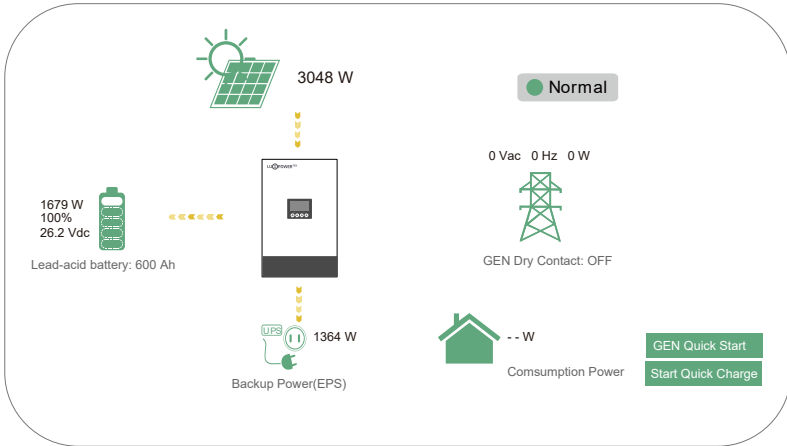 3048 W
Normal
LUXPOWER
0 Vac 0 Hz 0 W
1679 W
100%
26.2 Vdc
Lead-acid battery: 600 Ah
GEN Dry Contact: OFF
UPS
1364 W
Backup Power(EPS)
- - W
Comsumption Power
GEN Quick Start
Start Quick Charge